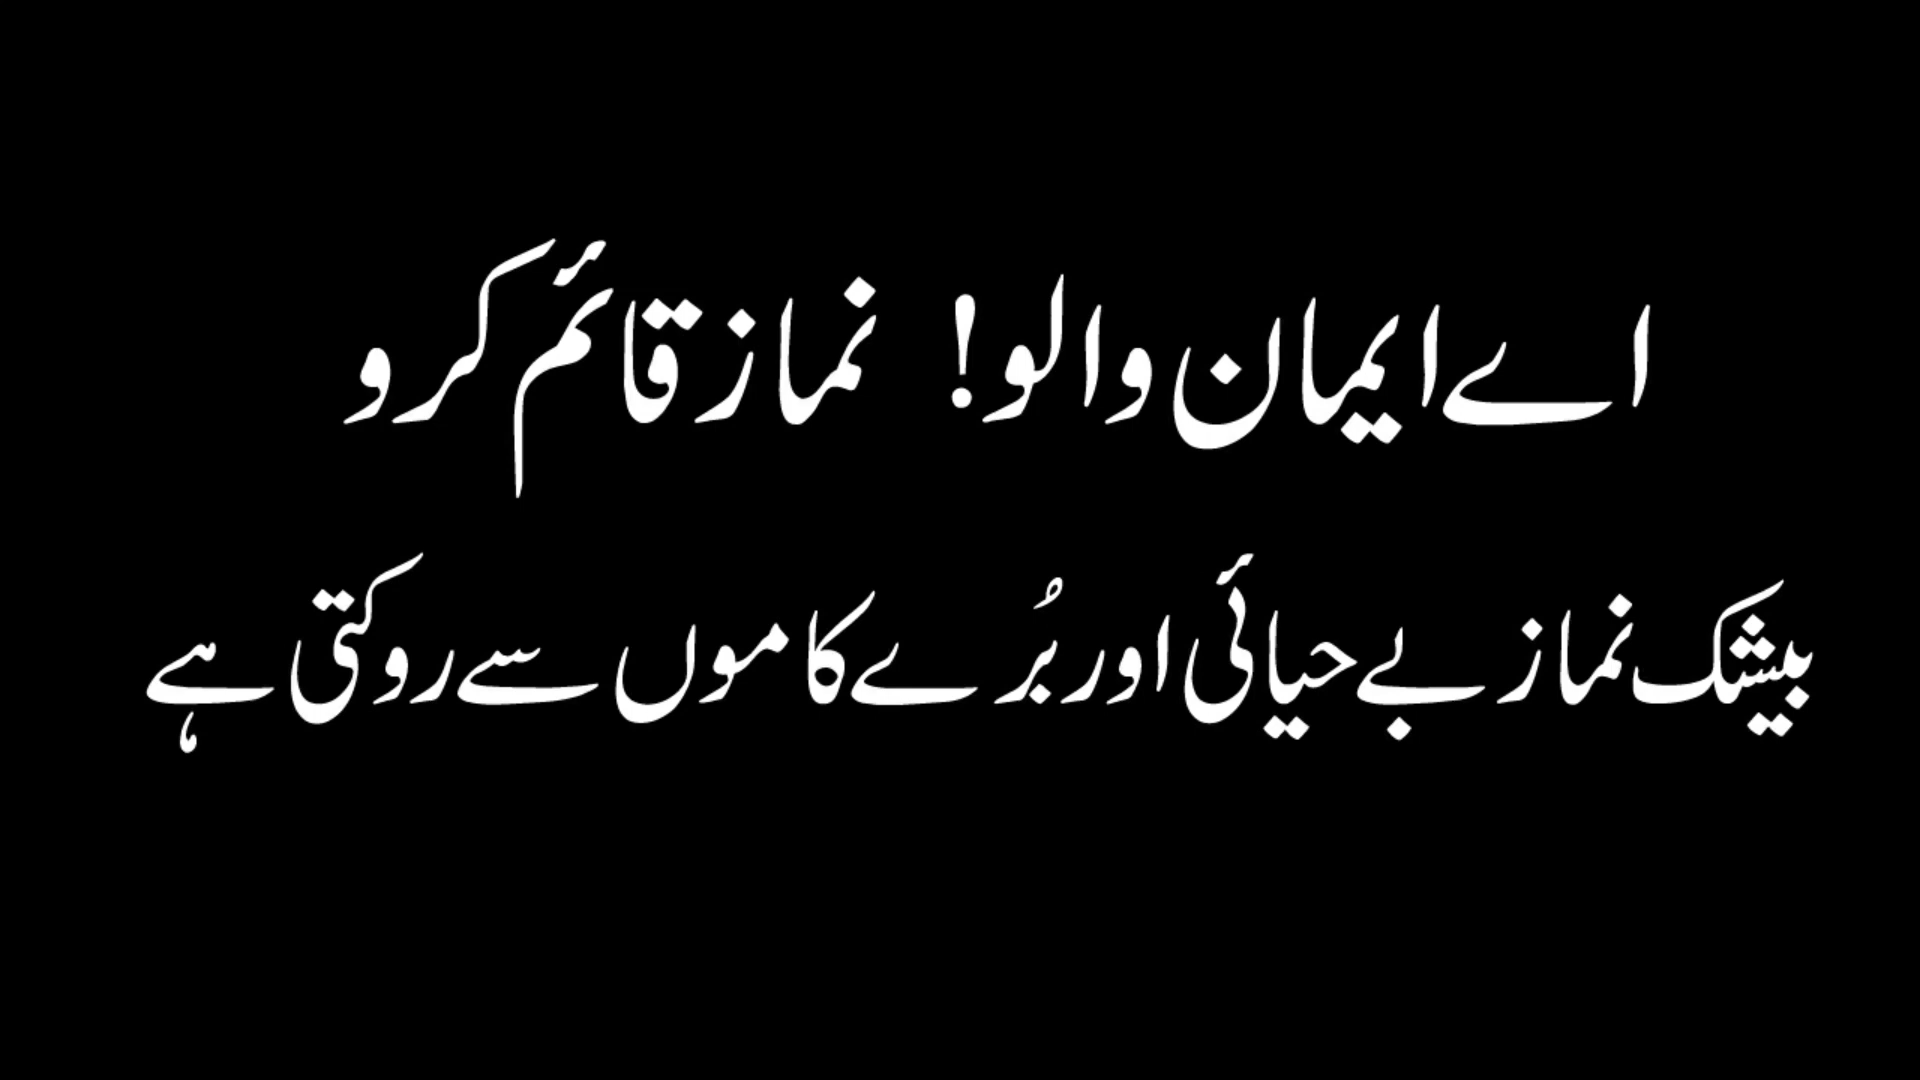 اے ایمان والو! نماز قائم کرو
بیشک نماز بے حیائی اور بُرے کاموں سے روکتی ہے